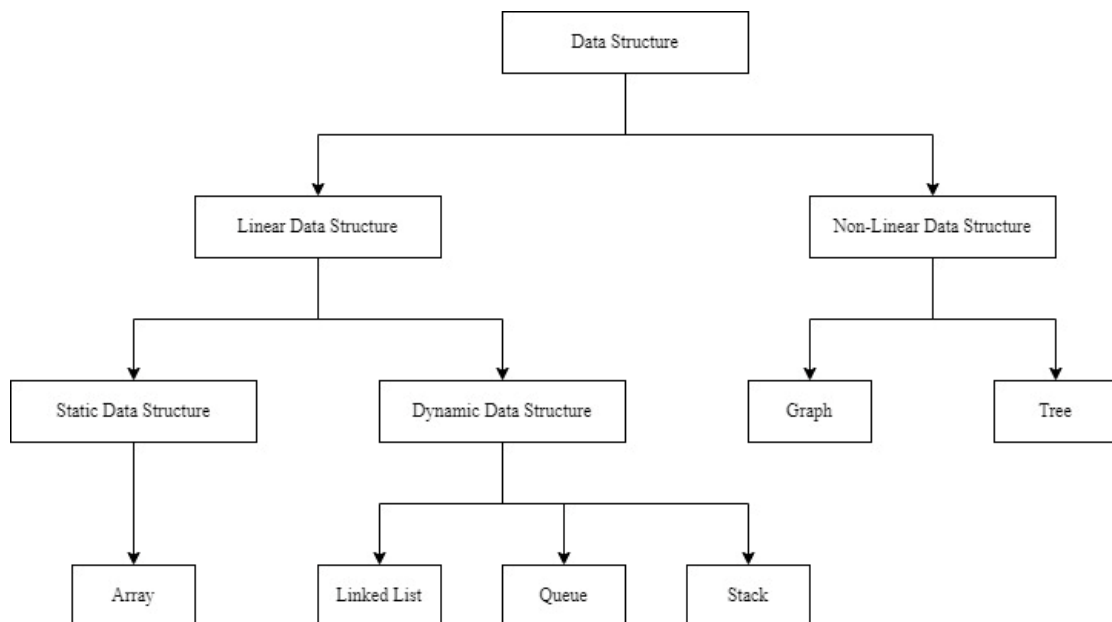 Data Structure
Linear Data Structure
Non-Linear Data Structure
Static Data Structure
Dynamic Data Structure
Graph
Tree
Array
Linked List
Queue
Stack